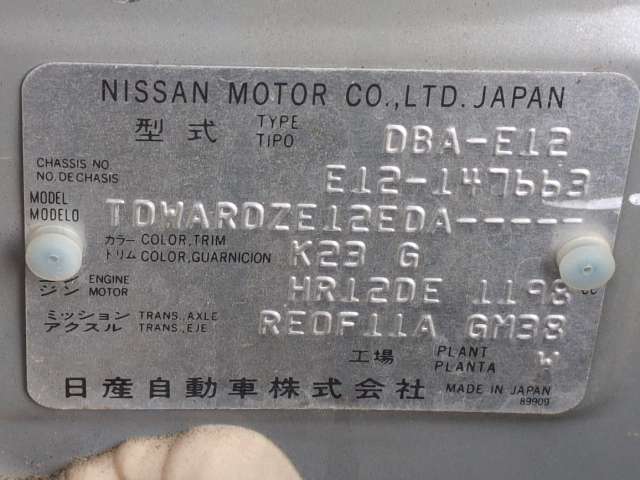 NISSAN MOTOR CO.,LTD. JAPAN
型式 TYPE TIPO DBA-E12
CHASSIS NO. NO. DE CHASIS E12-147663
MODEL MODELO TDWARDZE12EDA-----
カラー COLOR, TRIM
トリム COLOR, GUARNICION K23 G
ENGINE
ジン MOTOR HR12DE 1198 cc
ミッション TRANS. AXLE
アクスル TRANS. EJE RE0F11A GM38
工場 PLANT PLANTA W
日産自動車株式会社 MADE IN JAPAN
89909